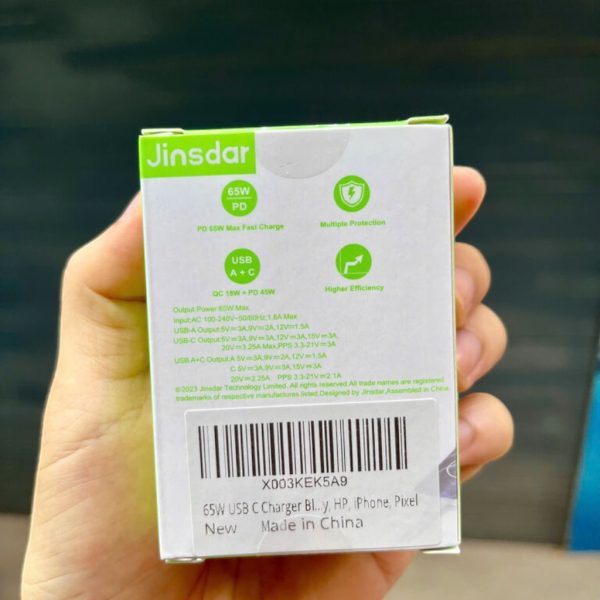 Jinsdar
65W
PD
PD 65W Max Fast Charge
Multiple Protection
USB
A + C
QC 18W + PD 45W
Higher Efficiency
Output Power:65W Max.
Input:AC 100-240V~50/60Hz,1.8A Max
USB-A Output:5V⎓3A,9V⎓2A,12V⎓1.5A
USB-C Output:5V⎓3A,9V⎓3A,12V⎓3A,15V⎓3A,
20V⎓3.25A Max,PPS 3.3-21V⎓3A
USB A+C Output:A 5V⎓3A,9V⎓2A,12V⎓1.5A
C 5V⎓3A,9V⎓3A,15V⎓3A
20V⎓2.25A, PPS 3.3-21V⎓2.1A
©2023 Jinsdar Technology Limited. All rights reserved.All trade names are registered
trademarks of respective manufactures listed.Designed by Jinsdar,Assembled in China.
X003KEK5A9
65W USB C Charger Bl...y, HP, iPhone, Pixel
New Made in China